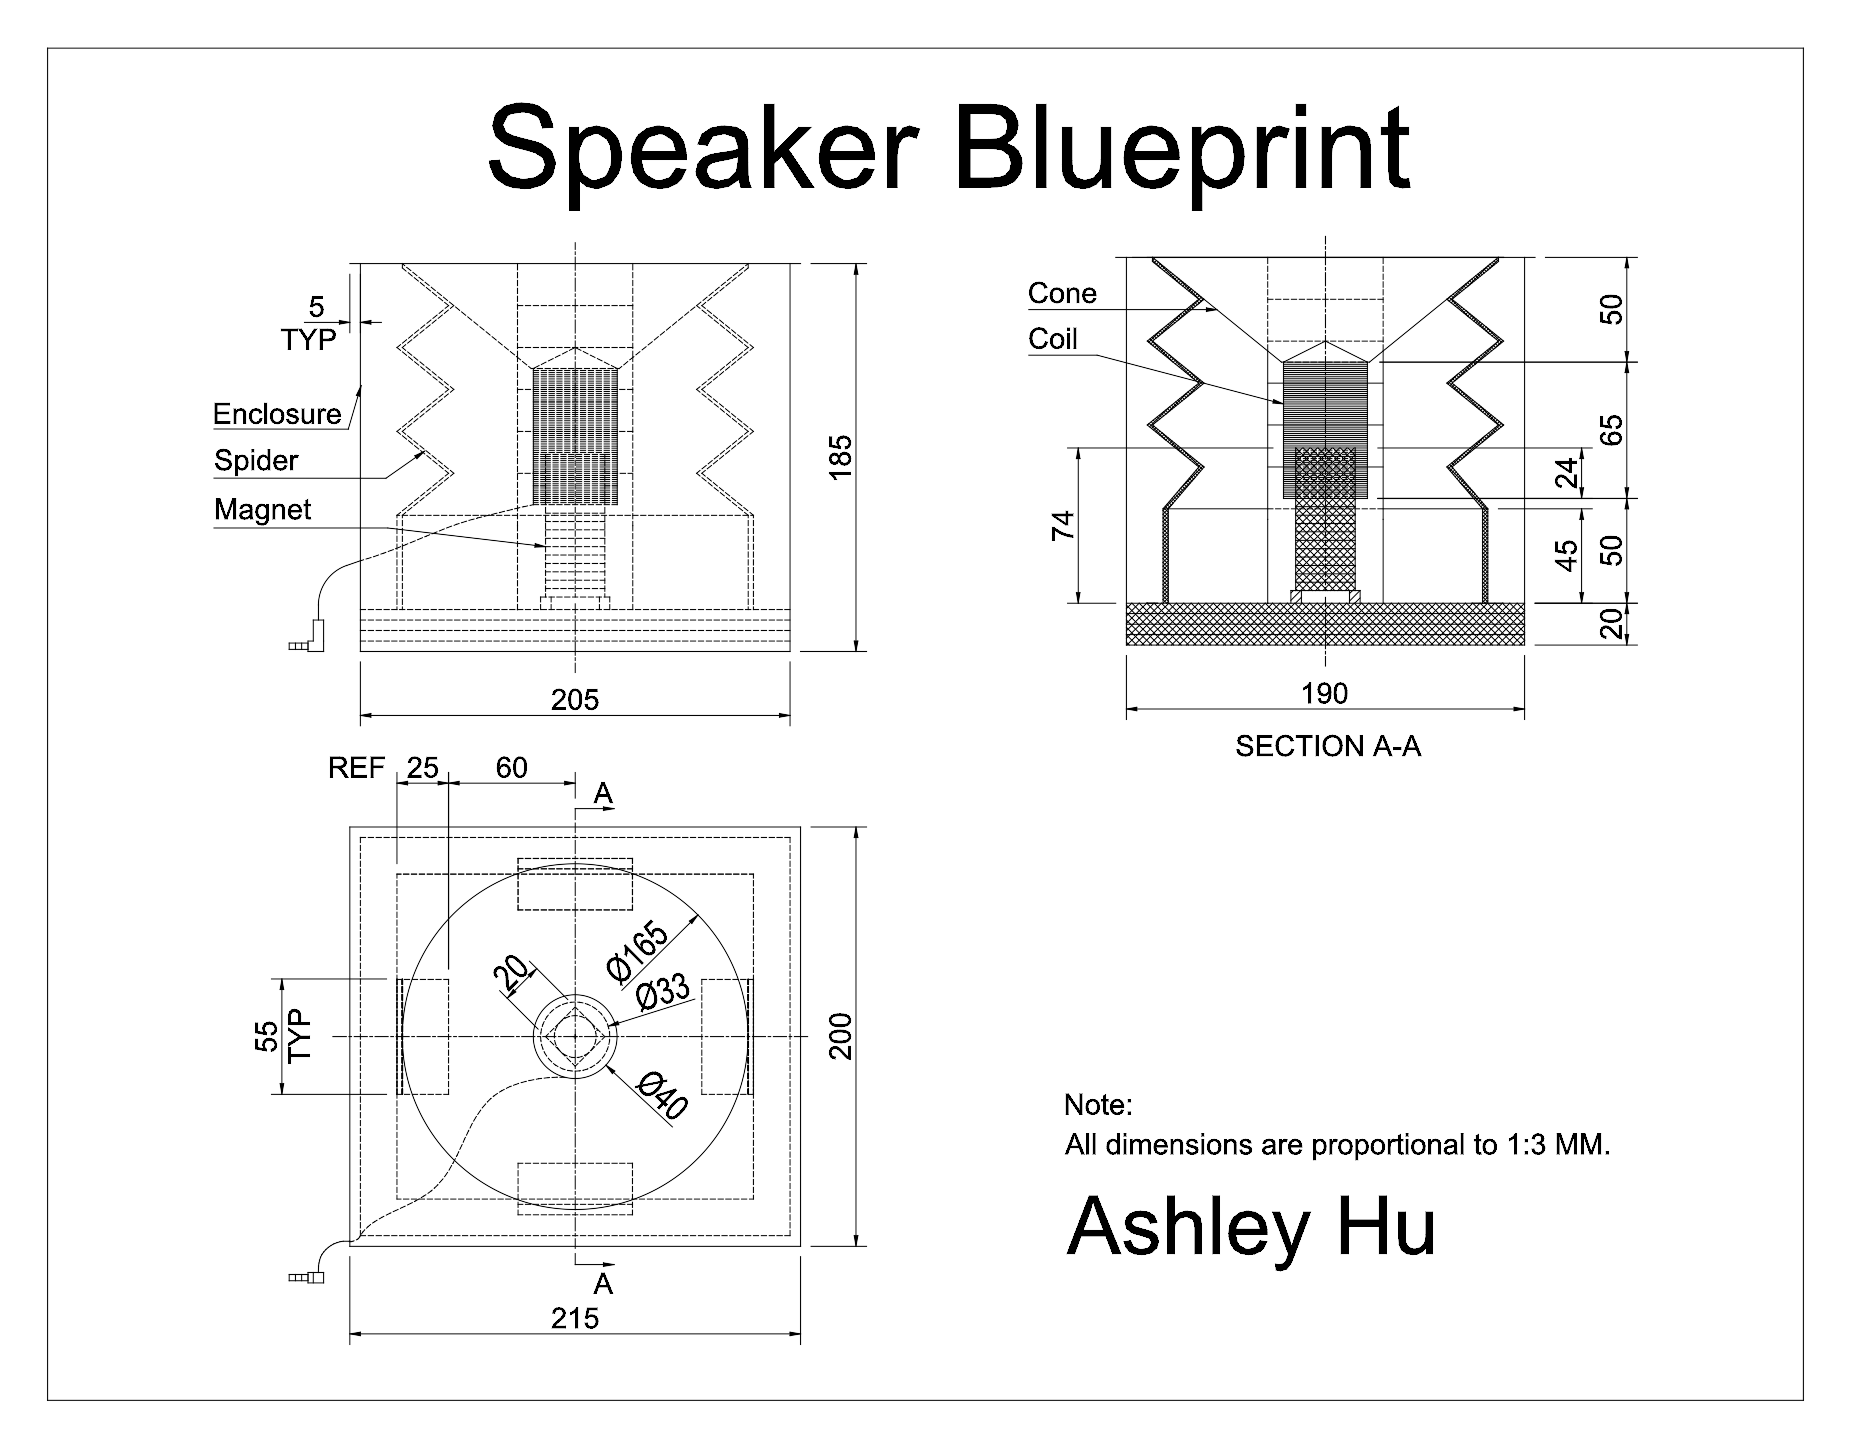 Speaker Blueprint
5
TYP
Enclosure
Spider
Magnet
185
205
Cone
Coil
50
65
24
74
45
50
20
190
SECTION A-A
REF 25 60
A
Ø165
20
Ø33
55
TYP
200
Ø40
A
215
Note:
All dimensions are proportional to 1:3 MM.
Ashley Hu